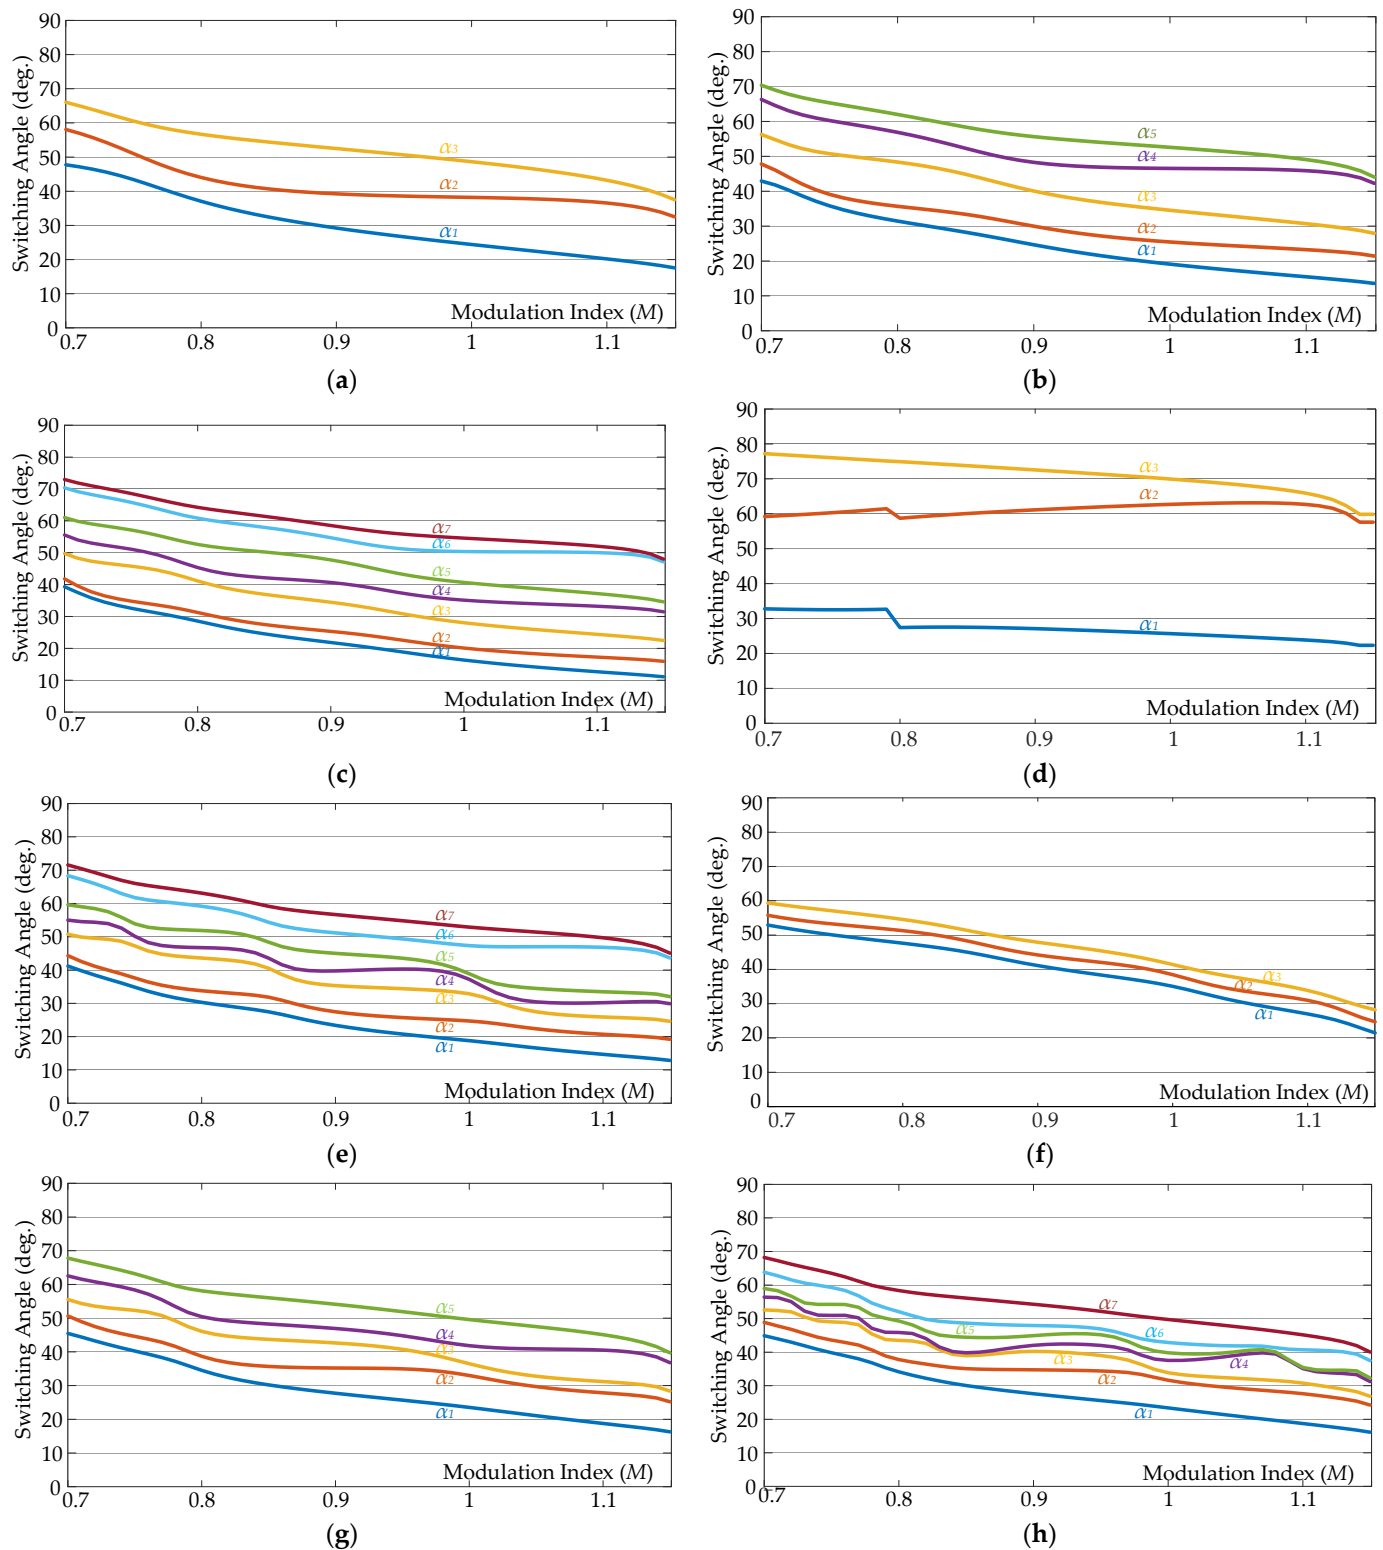 90
80
70
60
50
40
30
20
10
0
Switching Angle (deg.)
α3
α2
α1
Modulation Index (M)
0.7 0.8 0.9 1 1.1
(a)
90
80
70
60
50
40
30
20
10
0
Switching Angle (deg.)
α5
α4
α3
α2
α1
Modulation Index (M)
0.7 0.8 0.9 1 1.1
(b)
90
80
70
60
50
40
30
20
10
0
Switching Angle (deg.)
α7
α6
α5
α4
α3
α2
α1
Modulation Index (M)
0.7 0.8 0.9 1 1.1
(c)
90
80
70
60
50
40
30
20
10
0
Switching Angle (deg.)
α3
α2
α1
Modulation Index (M)
0.7 0.8 0.9 1 1.1
(d)
90
80
70
60
50
40
30
20
10
0
Switching Angle (deg.)
α7
α6
α5
α4
α3
α2
α1
Modulation Index (M)
0.7 0.8 0.9 1 1.1
(e)
90
80
70
60
50
40
30
20
10
0
Switching Angle (deg.)
α3
α2
α1
Modulation Index (M)
0.7 0.8 0.9 1 1.1
(f)
90
80
70
60
50
40
30
20
10
0
Switching Angle (deg.)
α5
α4
α3
α2
α1
Modulation Index (M)
0.7 0.8 0.9 1 1.1
(g)
90
80
70
60
50
40
30
20
10
0
Switching Angle (deg.)
α7
α6
α5
α4
α3
α2
α1
Modulation Index (M)
0.7 0.8 0.9 1 1.1
(h)